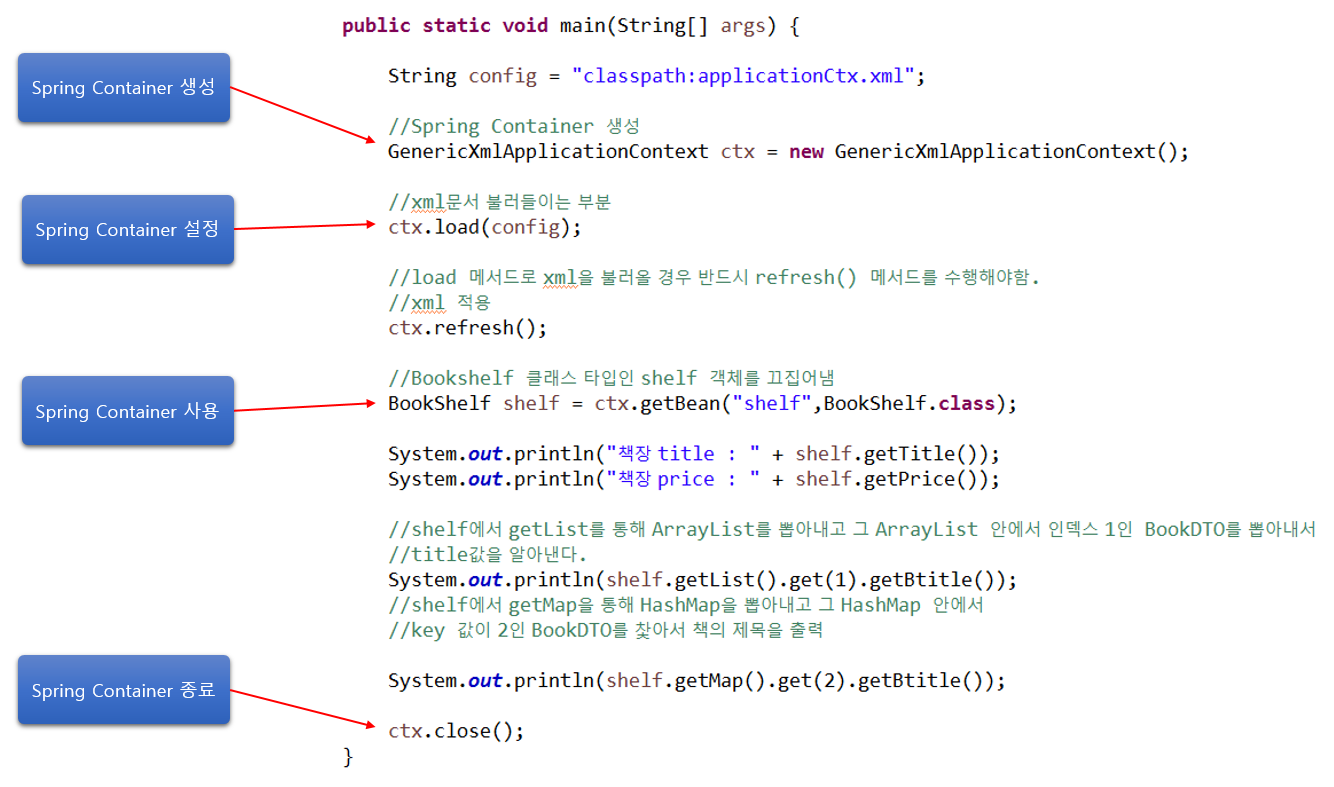 public static void main(String[] args) {
Spring Container 생성
String config = "classpath:applicationCtx.xml";
//Spring Container 생성
GenericXmlApplicationContext ctx = new GenericXmlApplicationContext();
Spring Container 설정
//xml문서 불러들이는 부분
ctx.load(config);
//load 메서드로 xml을 불러올 경우 반드시 refresh() 메서드를 수행해야함.
//xml 적용
ctx.refresh();
Spring Container 사용
//Bookshelf 클래스 타입인 shelf 객체를 끄집어냄
BookShelf shelf = ctx.getBean("shelf",BookShelf.class);
System.out.println("책장 title : " + shelf.getTitle());
System.out.println("책장 price : " + shelf.getPrice());
//shelf에서 getList를 통해 ArrayList를 뽑아내고 그 ArrayList 안에서 인덱스 1인 BookDTO를 뽑아내서
//title값을 알아낸다.
System.out.println(shelf.getList().get(1).getBtitle());
//shelf에서 getMap을 통해 HashMap을 뽑아내고 그 HashMap 안에서
//key 값이 2인 BookDTO를 찾아서 책의 제목을 출력
Spring Container 종료
System.out.println(shelf.getMap().get(2).getBtitle());
ctx.close();
}